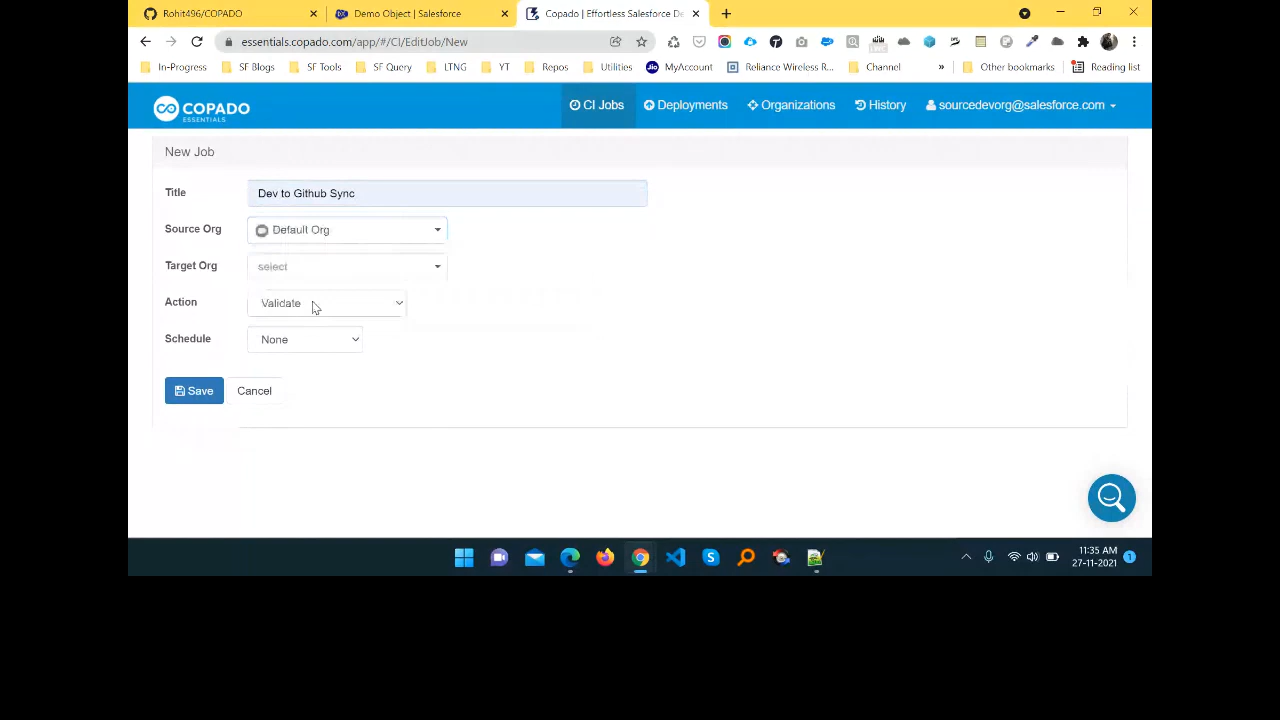 Rohit496/COPADO
Demo Object | Salesforce
Copado | Effortless Salesforce De
essentials.copado.com/app/#/CI/EditJob/New
In-Progress
SF Blogs
SF Tools
SF Query
LTNG
YT
Repos
Utilities
Jio
MyAccount
Reliance Wireless R...
Channel
»
Other bookmarks
Reading list
COPADO
ESSENTIALS
CI Jobs
Deployments
Organizations
History
sourcedevorg@salesforce.com
New Job
Title
Dev to Github Sync
Source Org
Default Org
Target Org
select
Action
Validate
Schedule
None
Save
Cancel
11:35 AM
27-11-2021
1